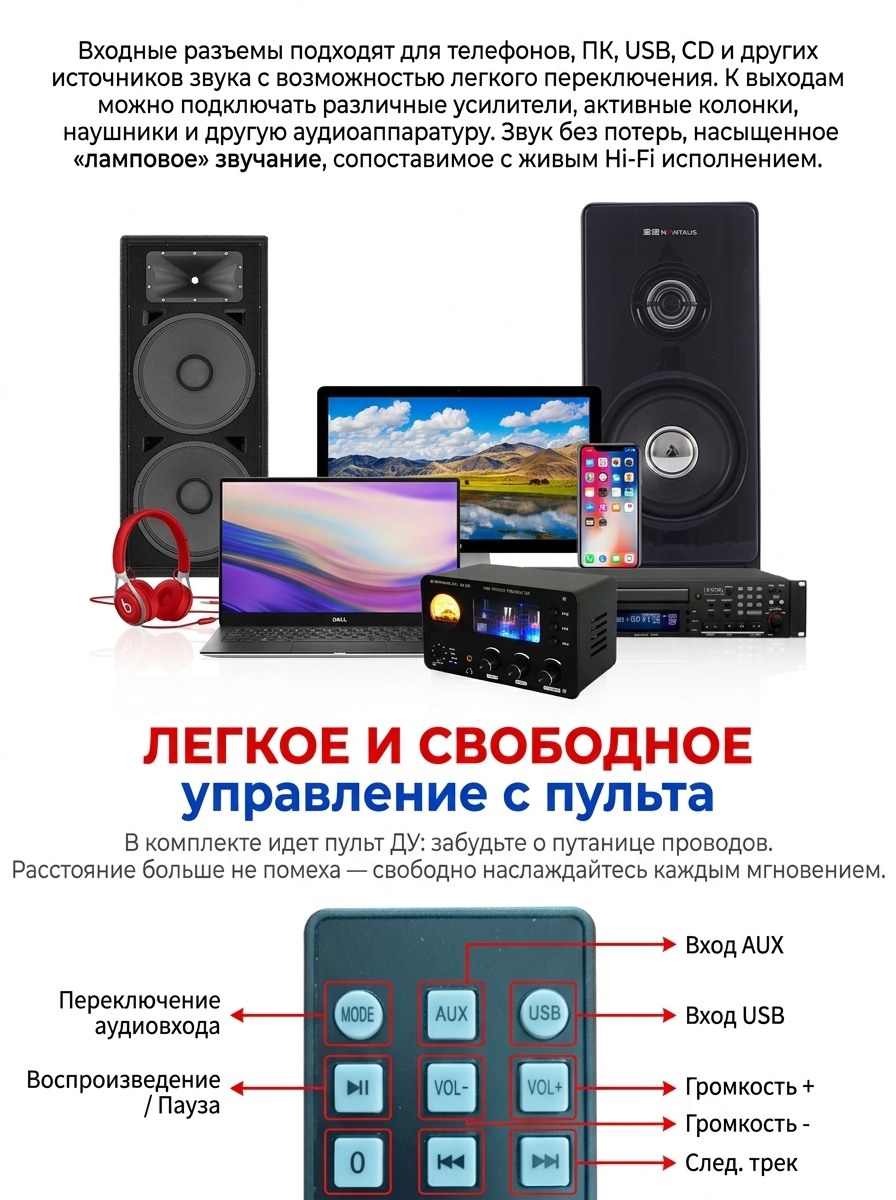 Входные разъемы подходят для телефонов, ПК, USB, CD и других
источников звука с возможностью легкого переключения. К выходам
можно подключать различные усилители, активные колонки,
наушники и другую аудиоаппаратуру. Звук без потерь, насыщенное
«ламповое» звучание, сопоставимое с живым Hi-Fi исполнением.
DALL
ЛЕГКОЕ И СВОБОДНОЕ
управление с пульта
В комплекте идет пульт ДУ: забудьте о путанице проводов.
Расстояние больше не помеха — свободно наслаждайтесь каждым мгновением.
Вход AUX
Переключение
аудиовхода
MODE
AUX
USB
Вход USB
Воспроизведение
/ Пауза
VOL-
VOL+
Громкость +
Громкость -
0
След. трек